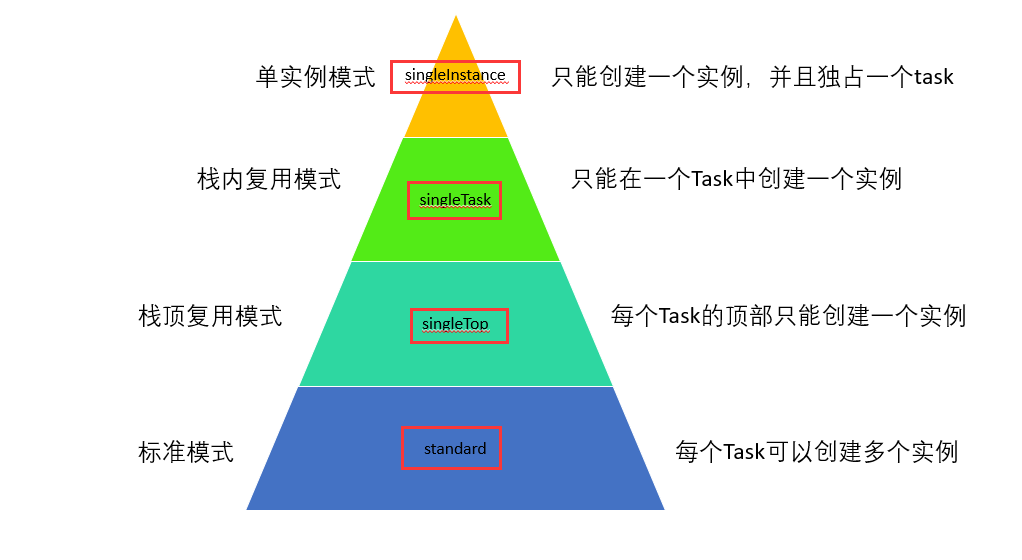 单实例模式 singleInstance 只能创建一个实例，并且独占一个task
栈内复用模式 singleTask 只能在一个Task中创建一个实例
栈顶复用模式 singleTop 每个Task的顶部只能创建一个实例
标准模式 standard 每个Task可以创建多个实例